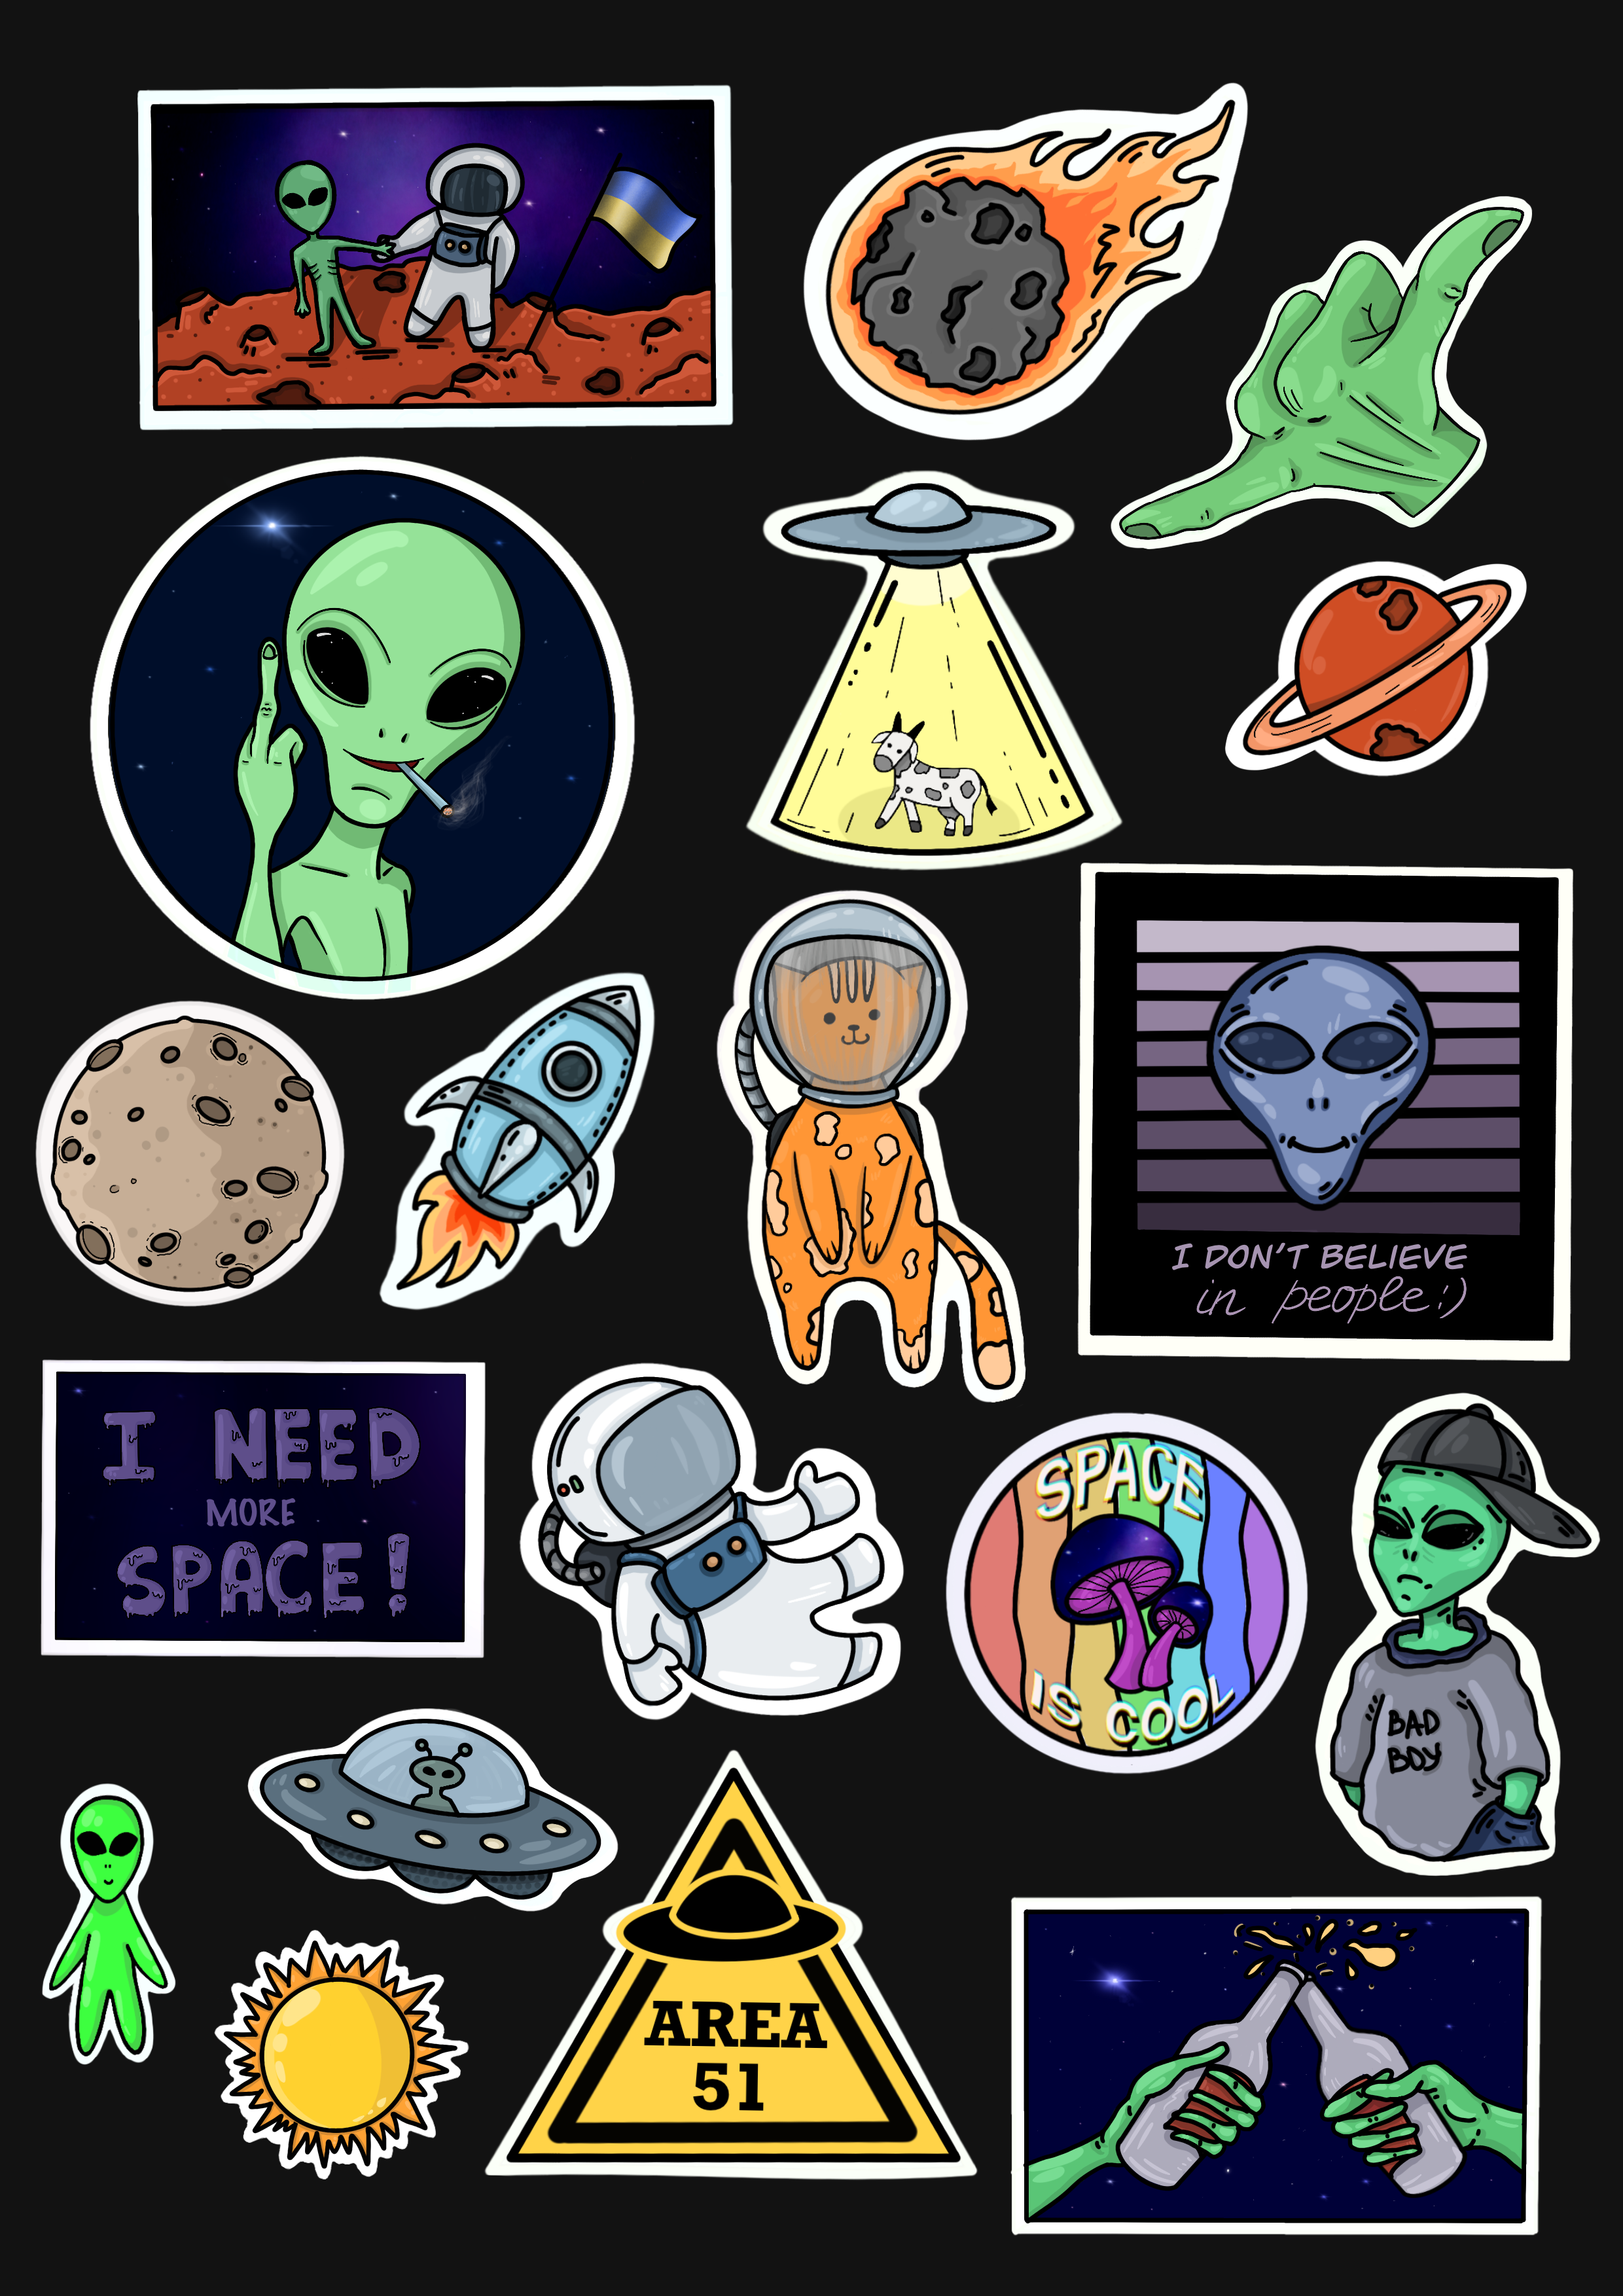 I DON'T BELIEVE
in people:)
I NEED
MORE
SPACE!
SPACE
IS COOL
BAD
BOY
AREA
51